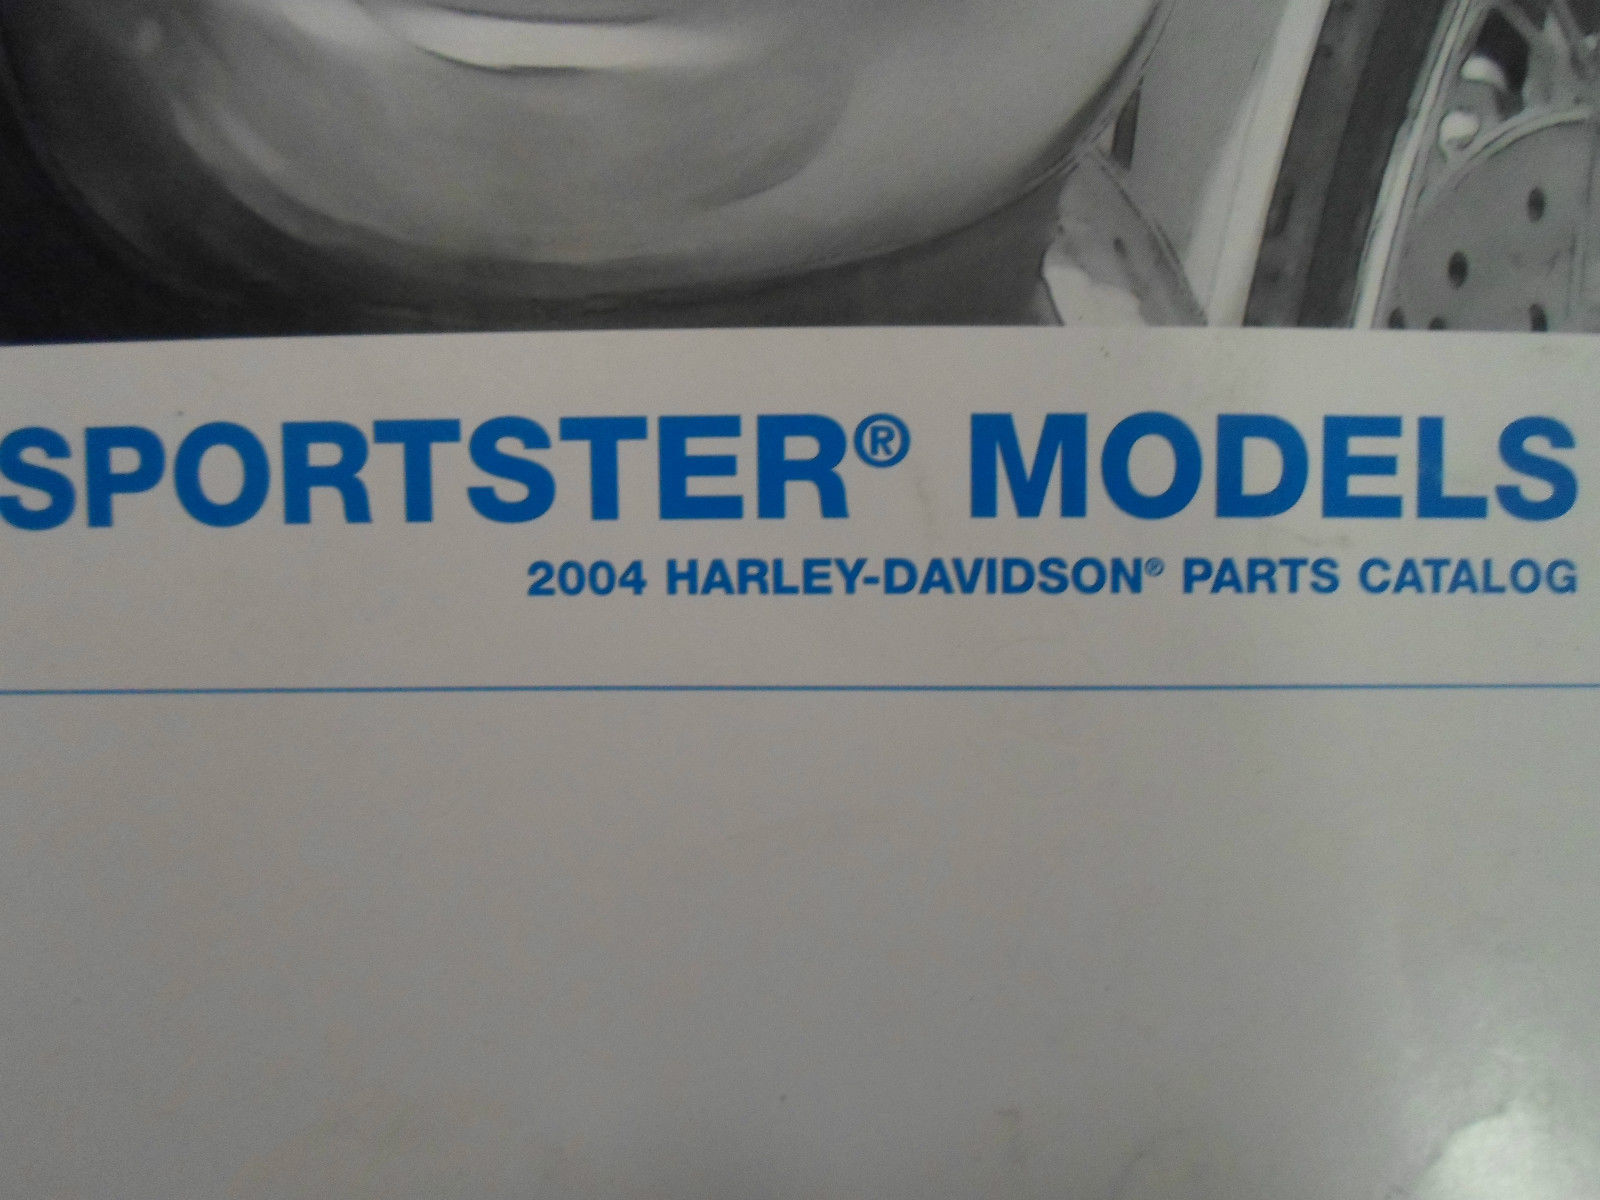 SPORTSTER® MODELS
2004 HARLEY-DAVIDSON® PARTS CATALOG